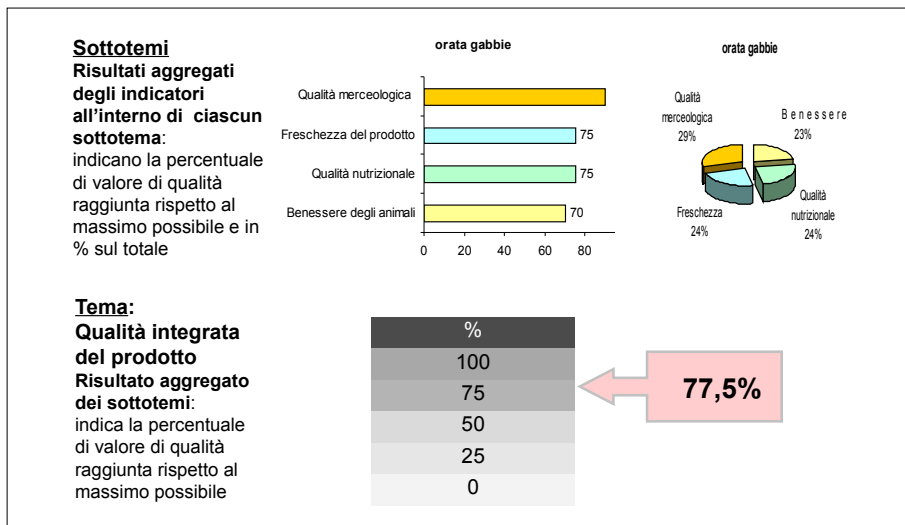 Sottotemi
Risultati aggregati
degli indicatori
all'interno di ciascun
sottotema:
indicano la percentuale
di valore di qualità
raggiunta rispetto al
massimo possibile e in
% sul totale
orata gabbie
Qualità merceologica
Freschezza del prodotto
75
Qualità nutrizionale
75
Benessere degli animali
70
0 20 40 60 80
orata gabbie
Qualità
merceologica
29%
Benessere
23%
Freschezza
24%
Qualità
nutrizionale
24%
Tema:
Qualità integrata
del prodotto
Risultato aggregato
dei sottotemi:
indica la percentuale
di valore di qualità
raggiunta rispetto al
massimo possibile
%
100
75
50
25
0
77,5%